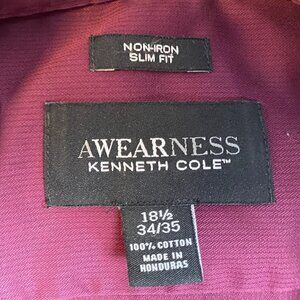 NON-IRON
SLIM FIT
AWEARNESS
KENNETH COLE™
18½
34/35
100% COTTON
MADE IN
HONDURAS